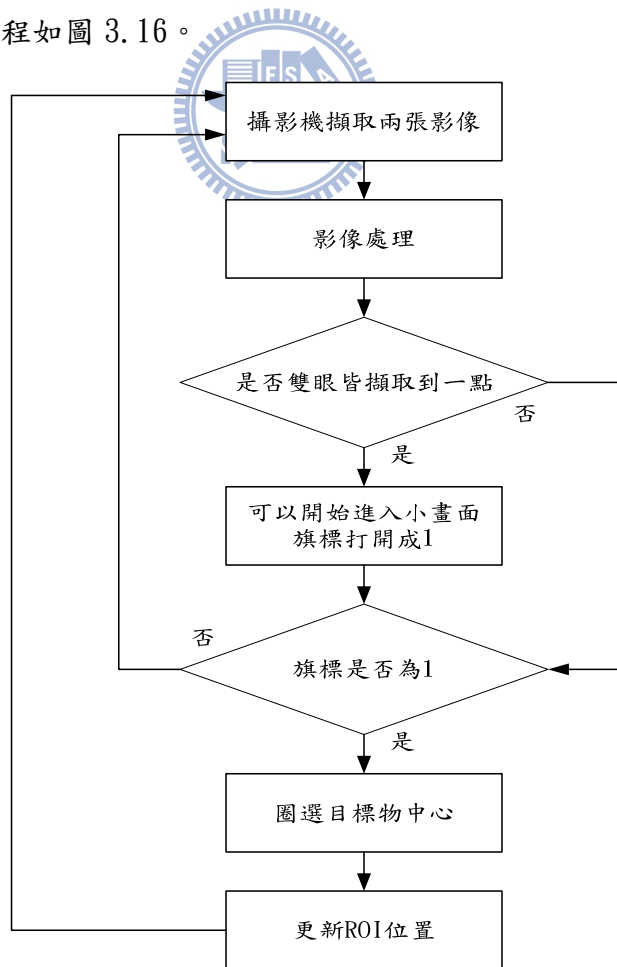 程如圖 3.16。
攝影機擷取兩張影像
影像處理
是否雙眼皆擷取到一點
否
是
可以開始進入小畫面
旗標打開成1
否
旗標是否為1
是
圈選目標物中心
更新ROI位置